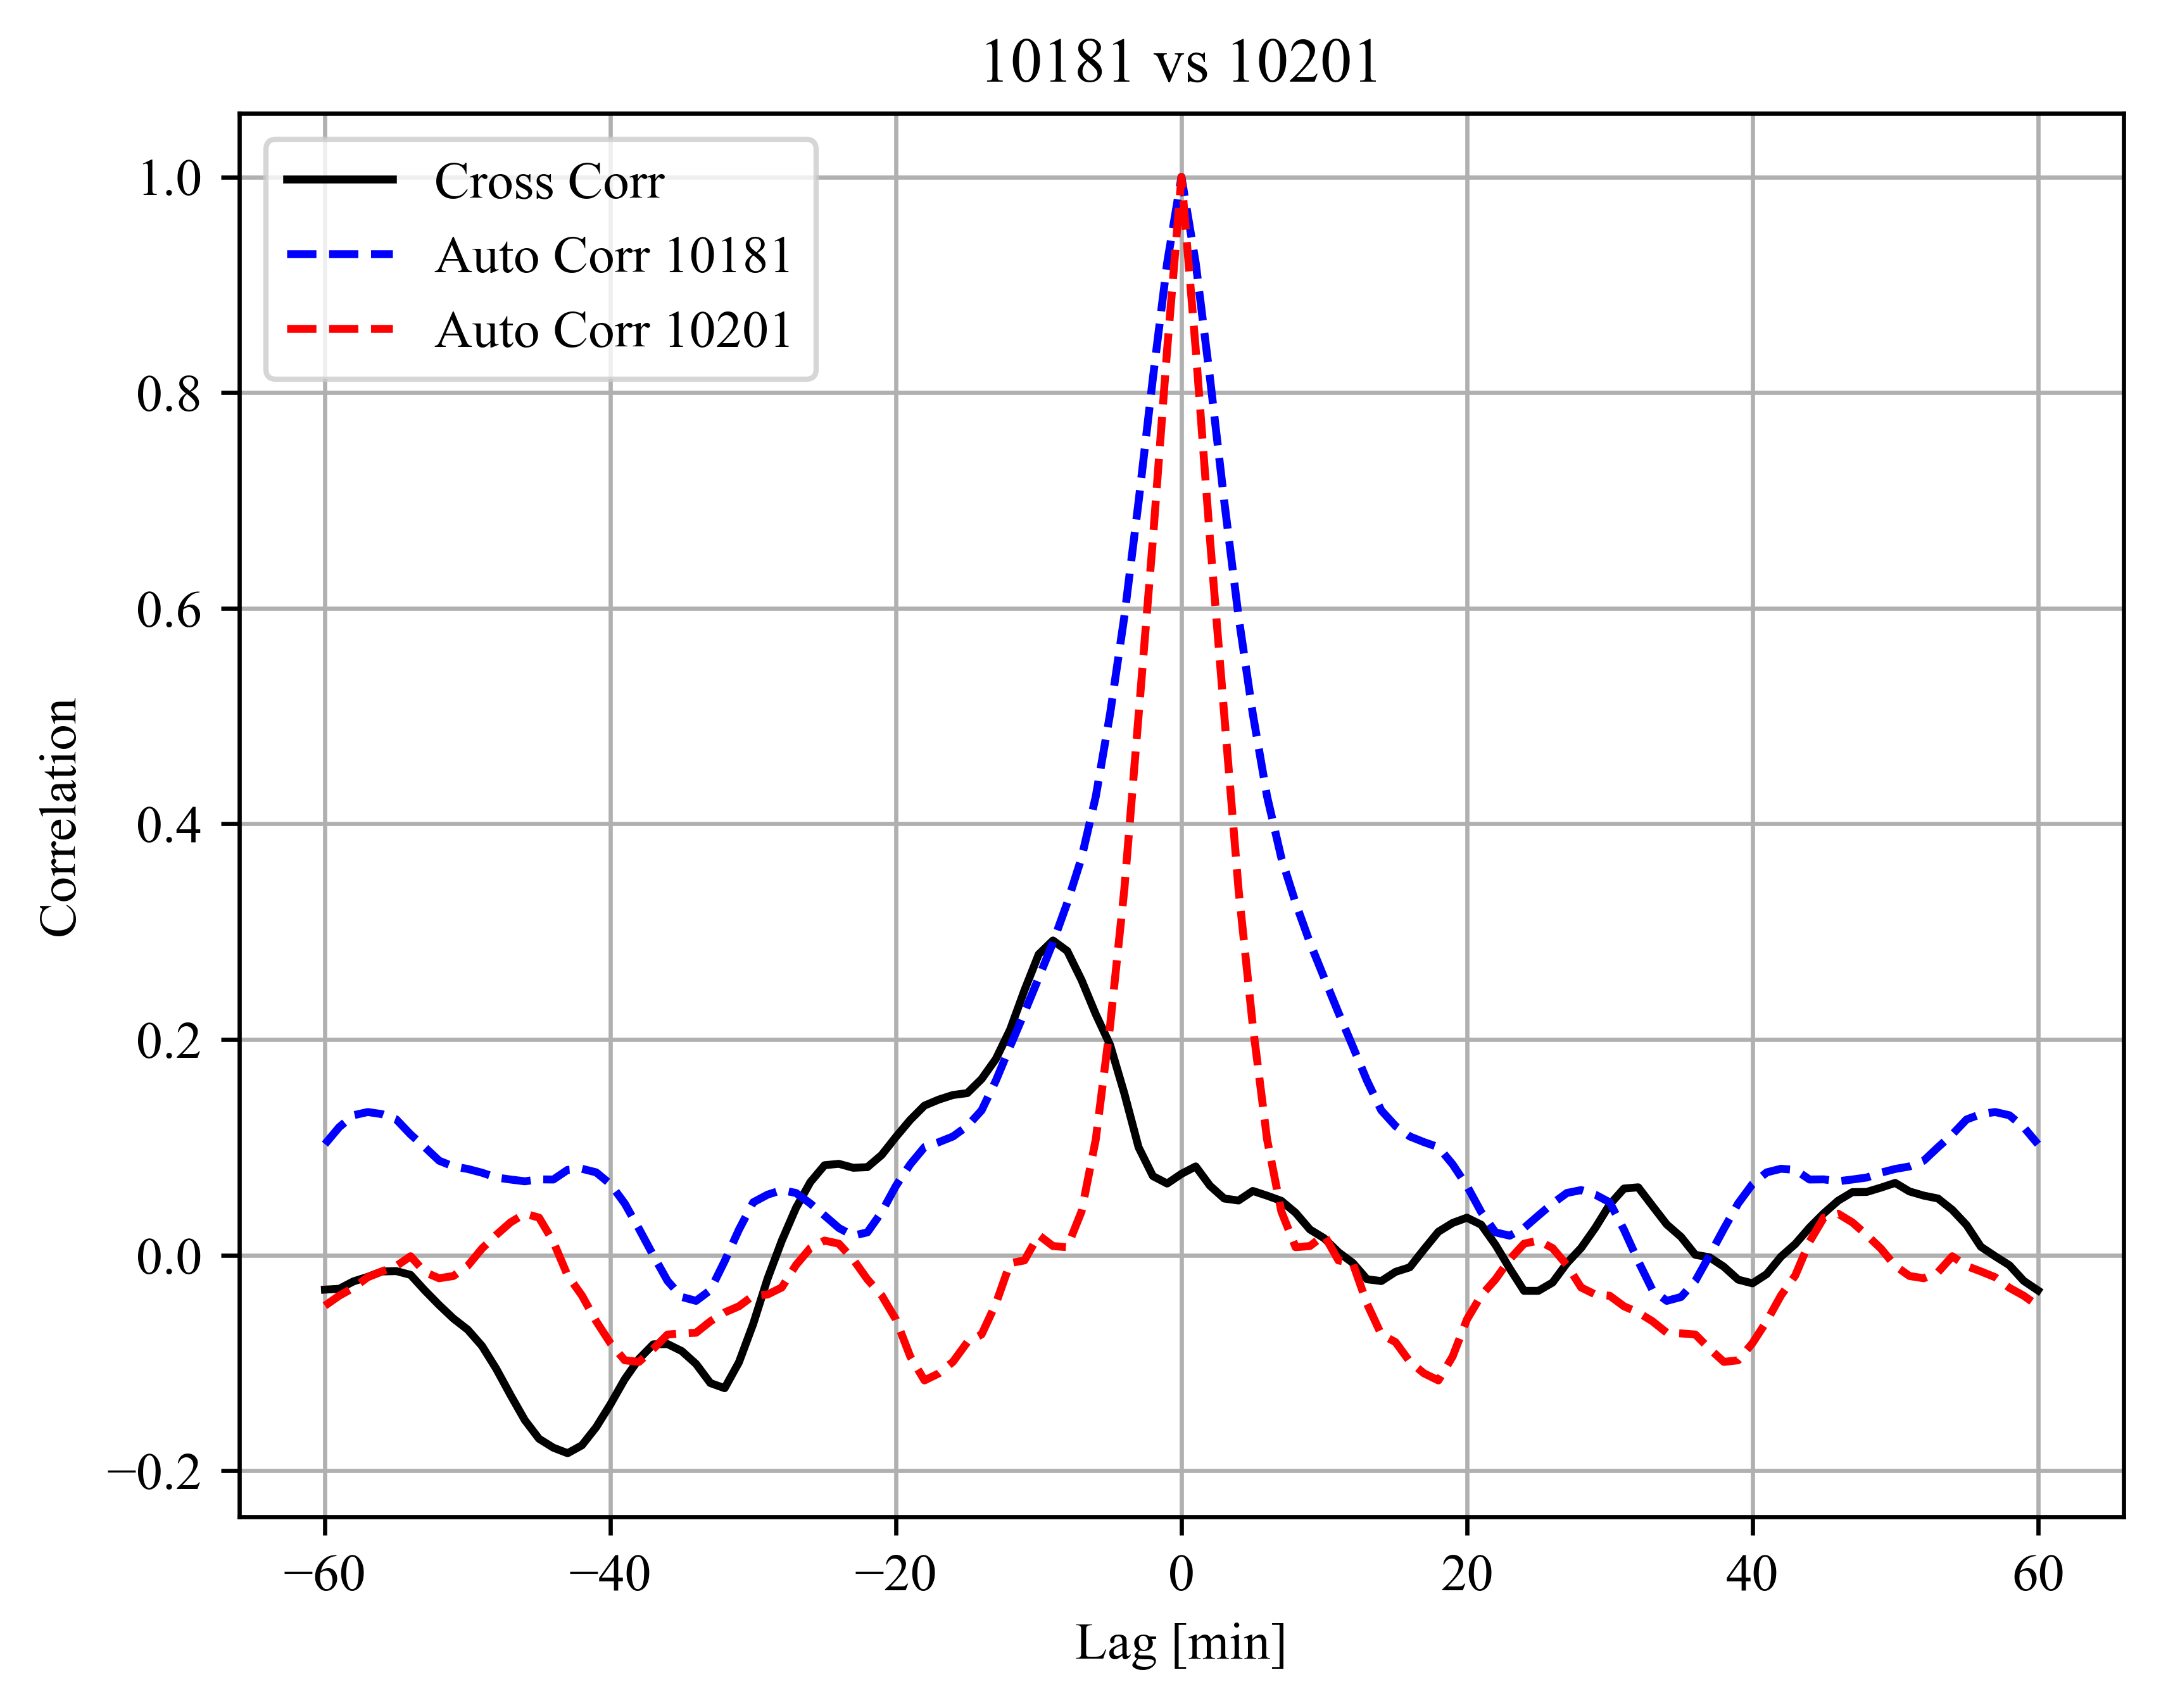 10181 vs 10201
Cross Corr
Auto Corr 10181
Auto Corr 10201
1.0
0.8
0.6
0.4
0.2
0.0
−0.2
Correlation
−60 −40 −20 0 20 40 60
Lag [min]